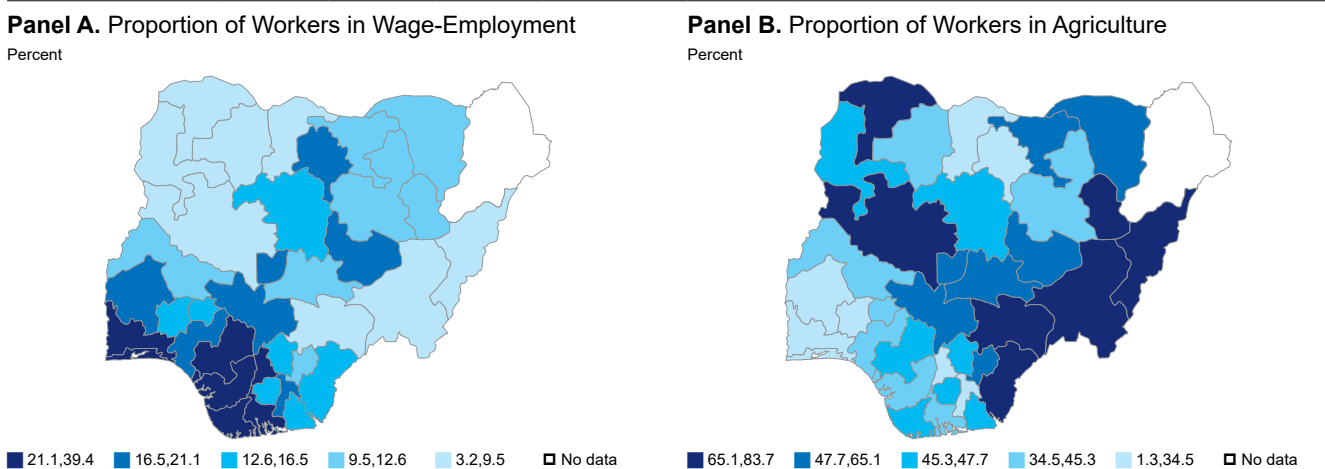 Panel A. Proportion of Workers in Wage-Employment
Percent
21.1,39.4 16.5,21.1 12.6,16.5 9.5,12.6 3.2,9.5 No data
Panel B. Proportion of Workers in Agriculture
Percent
65.1,83.7 47.7,65.1 45.3,47.7 34.5,45.3 1.3,34.5 No data